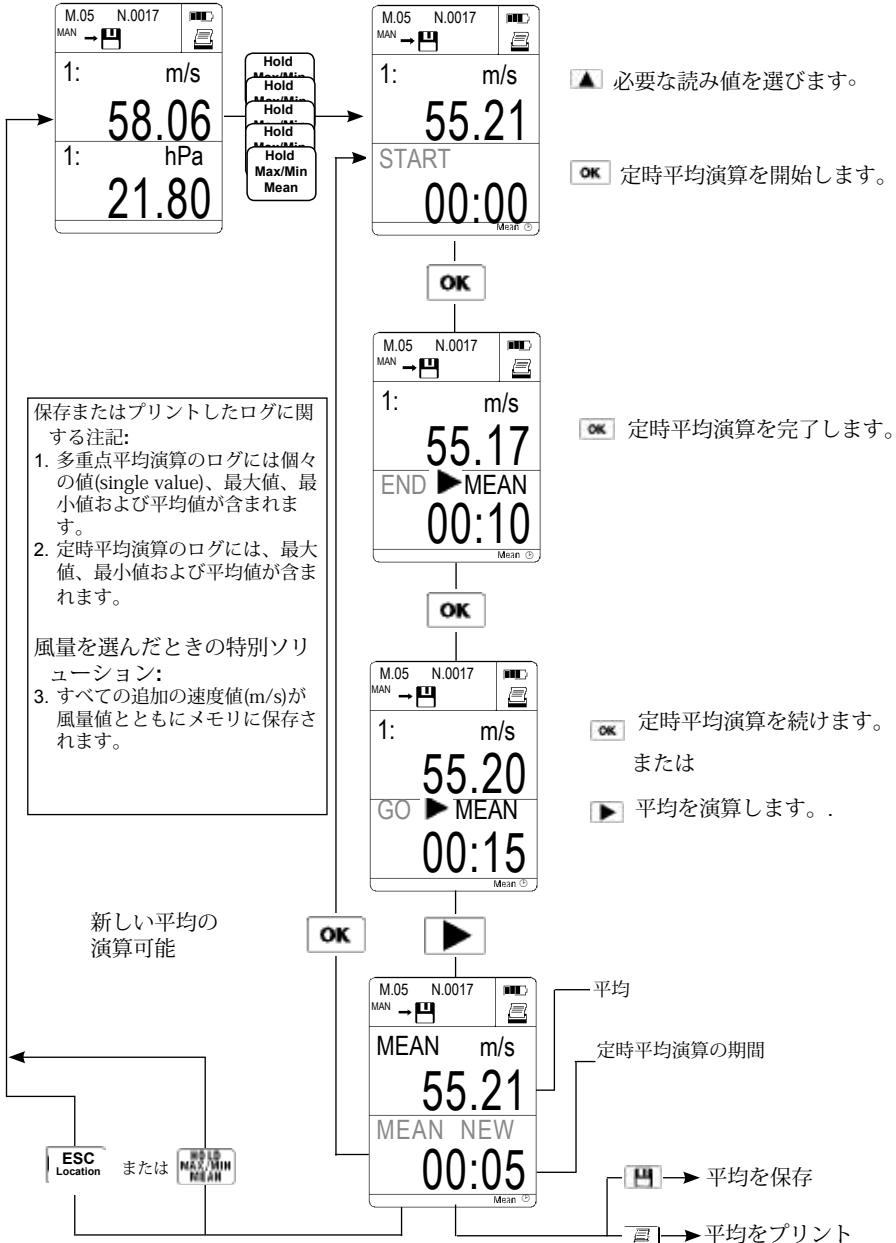 M.05 N.0017
MAN
1: m/s
58.06
1: hPa
21.80
Hold
Hold
Hold
Hold
Hold
Max/Min
Mean
M.05 N.0017
MAN
1: m/s
55.21
START
00:00
Mean
▲ 必要な読み値を選びます。
OK 定時平均演算を開始します。
OK
M.05 N.0017
MAN
1: m/s
55.17
END ▶MEAN
00:10
Mean
OK 定時平均演算を完了します。
保存またはプリントしたログに関
する注記:
1. 多重点平均演算のログには個々
の値(single value)、最大値、最
小値および平均値が含まれま
す。
2. 定時平均演算のログには、最大
値、最小値および平均値が含ま
れます。
風量を選んだときの特別ソリ
ューション:
3. すべての追加の速度値(m/s)が
風量値とともにメモリに保存さ
れます。
OK
M.05 N.0017
MAN
1: m/s
55.20
GO ▶ MEAN
00:15
Mean
OK 定時平均演算を続けます。
または
▶ 平均を演算します。.
新しい平均の
演算可能
OK
▶
M.05 N.0017
MAN
MEAN m/s
55.21
MEAN NEW
00:05
Mean
平均
定時平均演算の期間
ESC
Location
または
HOLD
MAX/MIN
MEAN
平均を保存
平均をプリント